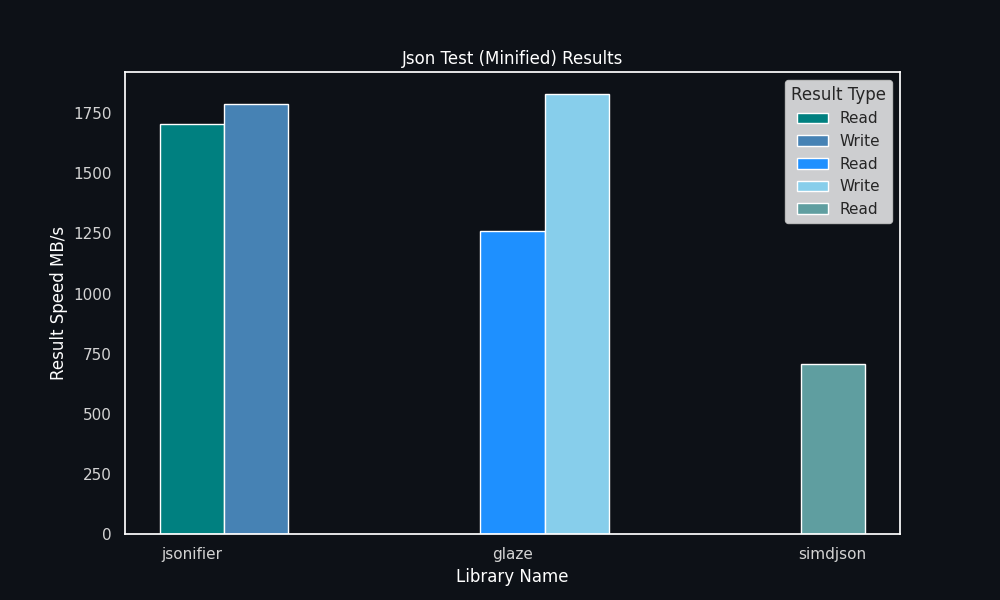 Json Test (Minified) Results
Result Type
Read
Write
Read
Write
Read
Result Speed MB/s
1750
1500
1250
1000
750
500
250
0
jsonifier
glaze
simdjson
Library Name